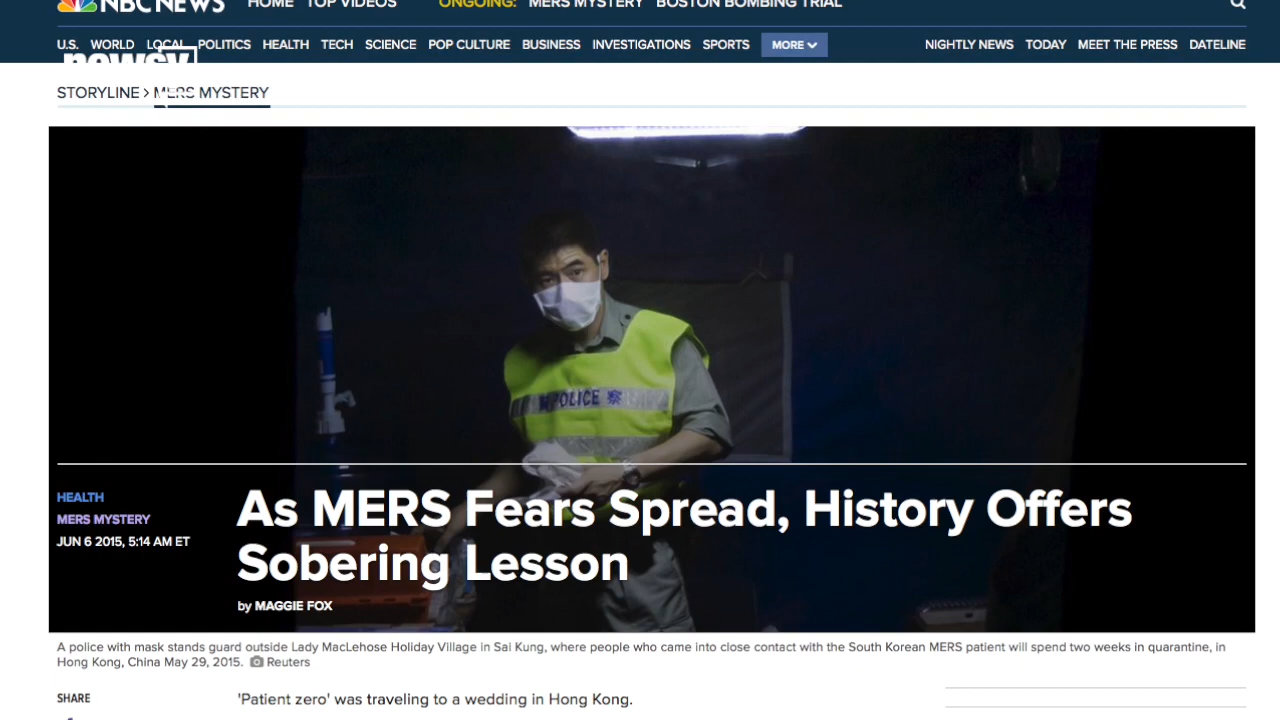 NBC NEWS HOME TOP VIDEOS ONGOING: MERS MYSTERY BOSTON BOMBING TRIAL
U.S. WORLD LOCAL POLITICS HEALTH TECH SCIENCE POP CULTURE BUSINESS INVESTIGATIONS SPORTS MORE NIGHTLY NEWS TODAY MEET THE PRESS DATELINE
newsy
STORYLINE > MERS MYSTERY
POLICE 警察
HEALTH
MERS MYSTERY
JUN 6 2015, 5:14 AM ET
As MERS Fears Spread, History Offers
Sobering Lesson
by MAGGIE FOX
A police with mask stands guard outside Lady MacLehose Holiday Village in Sai Kung, where people who came into close contact with the South Korean MERS patient will spend two weeks in quarantine, in
Hong Kong, China May 29, 2015. Reuters
SHARE
'Patient zero' was traveling to a wedding in Hong Kong.